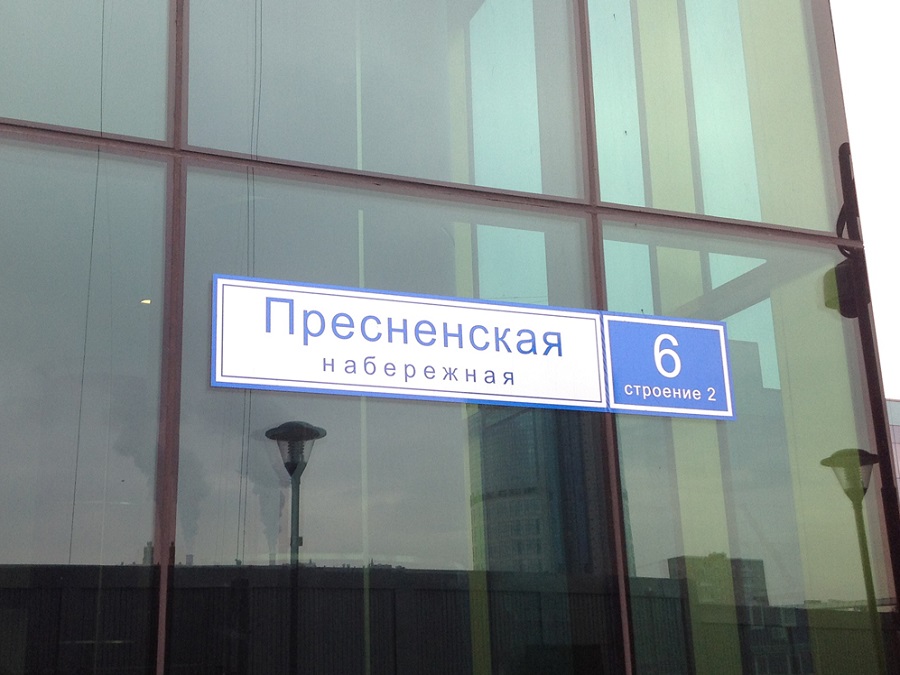 Пресненская
набережная
6
строение 2